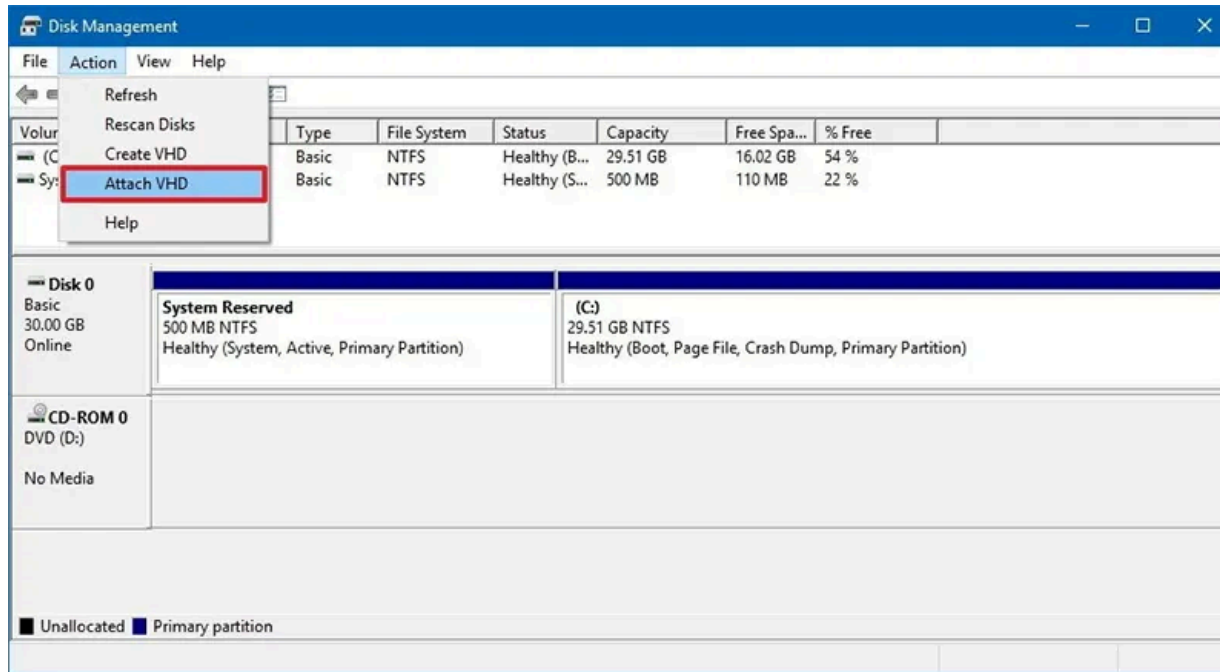 Disk Management
File Action View Help
Refresh
Rescan Disks
Create VHD
Attach VHD
Help
Volur Type File System Status Capacity Free Spa... % Free
(C Basic NTFS Healthy (B... 29.51 GB 16.02 GB 54 %
Sys Basic NTFS Healthy (S... 500 MB 110 MB 22 %
Disk 0
Basic
30.00 GB
Online
System Reserved
500 MB NTFS
Healthy (System, Active, Primary Partition)
(C:)
29.51 GB NTFS
Healthy (Boot, Page File, Crash Dump, Primary Partition)
CD-ROM 0
DVD (D:)
No Media
Unallocated Primary partition